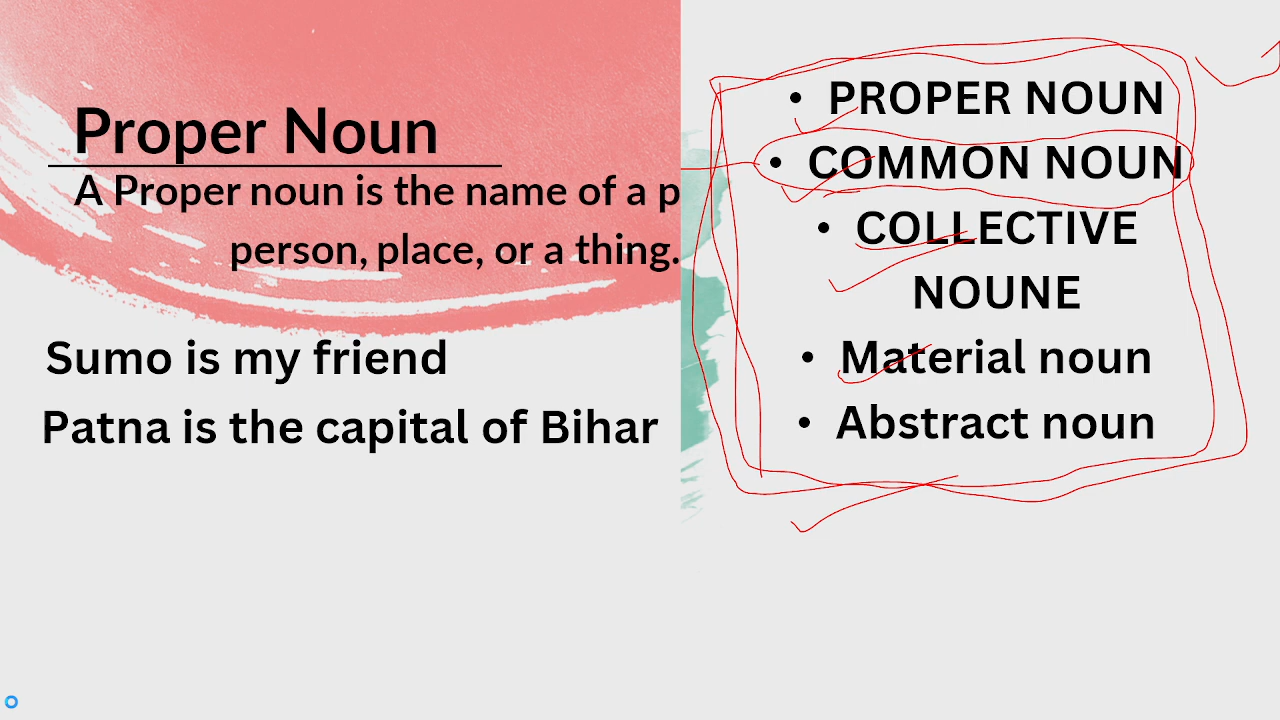 Proper Noun
A Proper noun is the name of a p
person, place, or a thing.
Sumo is my friend
Patna is the capital of Bihar
• PROPER NOUN
• COMMON NOUN
• COLLECTIVE
NOUNE
• Material noun
• Abstract noun